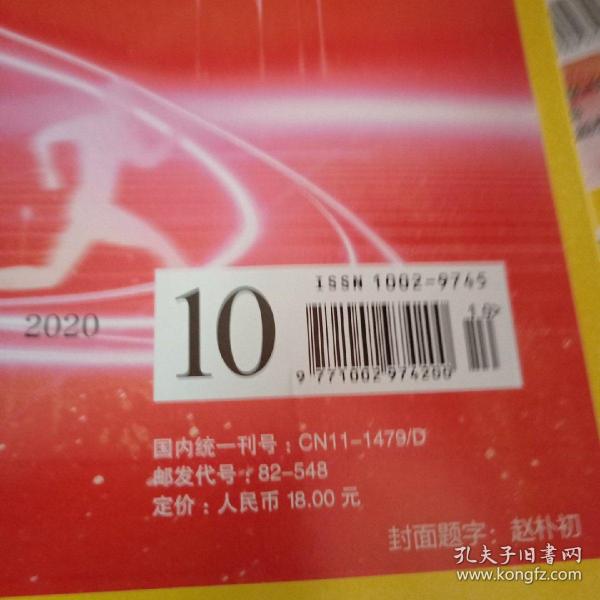 ISSN 1002-9745
2020
10
10>
9 771002 974200
国内统一刊号：CN11-1479/D
邮发代号：82-548
定价：人民币 18.00 元
封面题字：赵朴初
孔夫子旧书网
www.kongfz.com